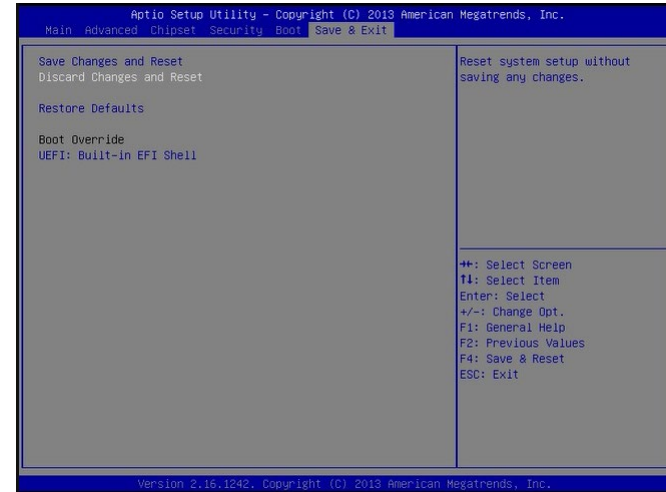 Aptio Setup Utility – Copyright (C) 2013 American Megatrends, Inc.
Main Advanced Chipset Security Boot Save & Exit
Save Changes and Reset
Discard Changes and Reset
Restore Defaults
Boot Override
UEFI: Built-in EFI Shell
Reset system setup without
saving any changes.
→←: Select Screen
↑↓: Select Item
Enter: Select
+/-: Change Opt.
F1: General Help
F2: Previous Values
F4: Save & Reset
ESC: Exit
Version 2.16.1242. Copyright (C) 2013 American Megatrends, Inc.